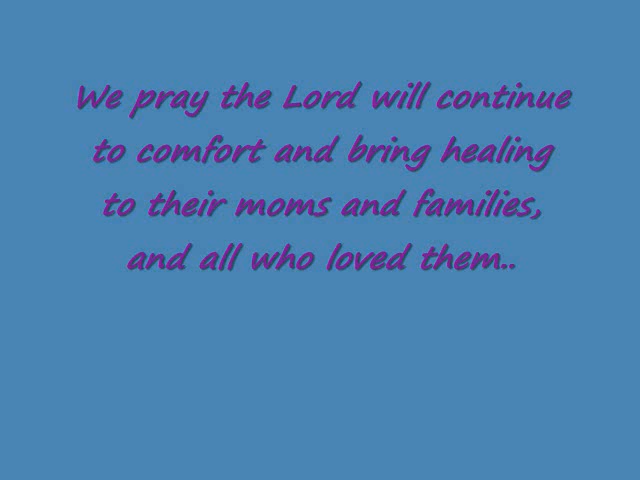 We pray the Lord will continue
to comfort and bring healing
to their moms and families,
and all who loved them..